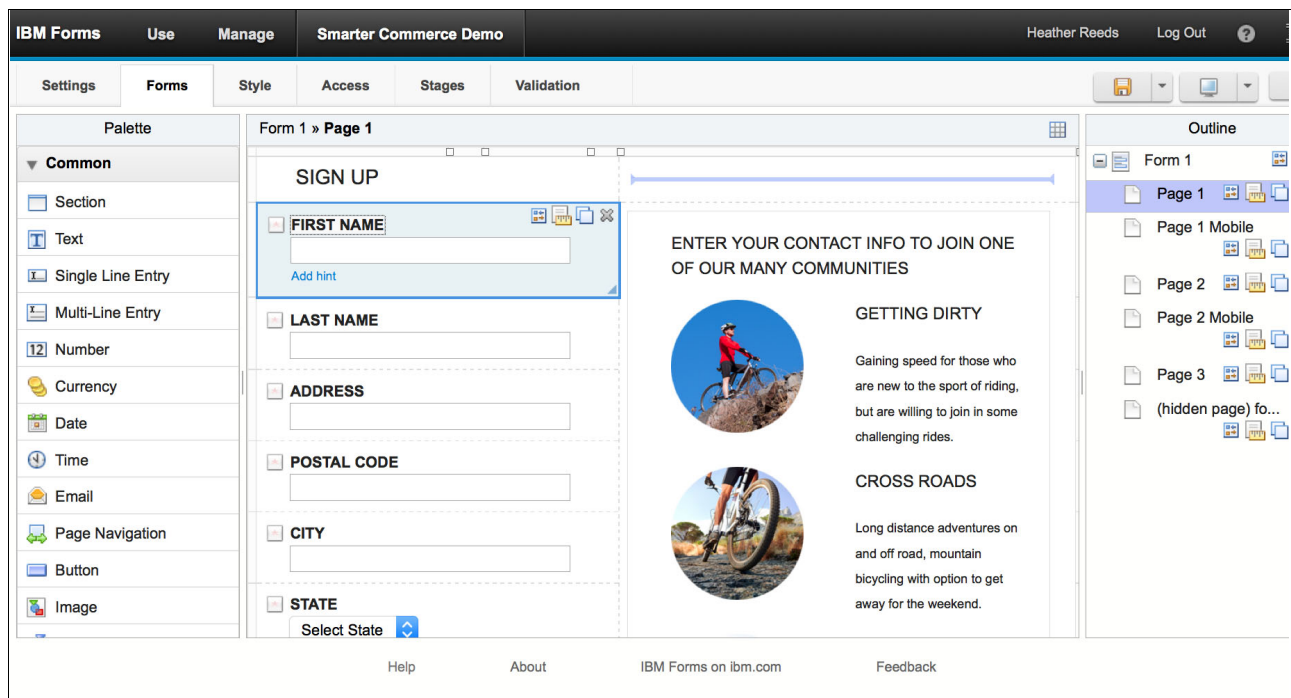 IBM Forms Use Manage Smarter Commerce Demo Heather Reeds Log Out ?
Settings Forms Style Access Stages Validation
Palette
Common
Section
Text
Single Line Entry
Multi-Line Entry
12 Number
Currency
Date
Time
Email
Page Navigation
Button
Image
Form 1 » Page 1
SIGN UP
FIRST NAME
Add hint
LAST NAME
ADDRESS
POSTAL CODE
CITY
STATE
Select State
ENTER YOUR CONTACT INFO TO JOIN ONE
OF OUR MANY COMMUNITIES
GETTING DIRTY
Gaining speed for those who
are new to the sport of riding,
but are willing to join in some
challenging rides.
CROSS ROADS
Long distance adventures on
and off road, mountain
bicycling with option to get
away for the weekend.
Outline
Form 1
Page 1
Page 1 Mobile
Page 2
Page 2 Mobile
Page 3
(hidden page) fo...
Help About IBM Forms on ibm.com Feedback